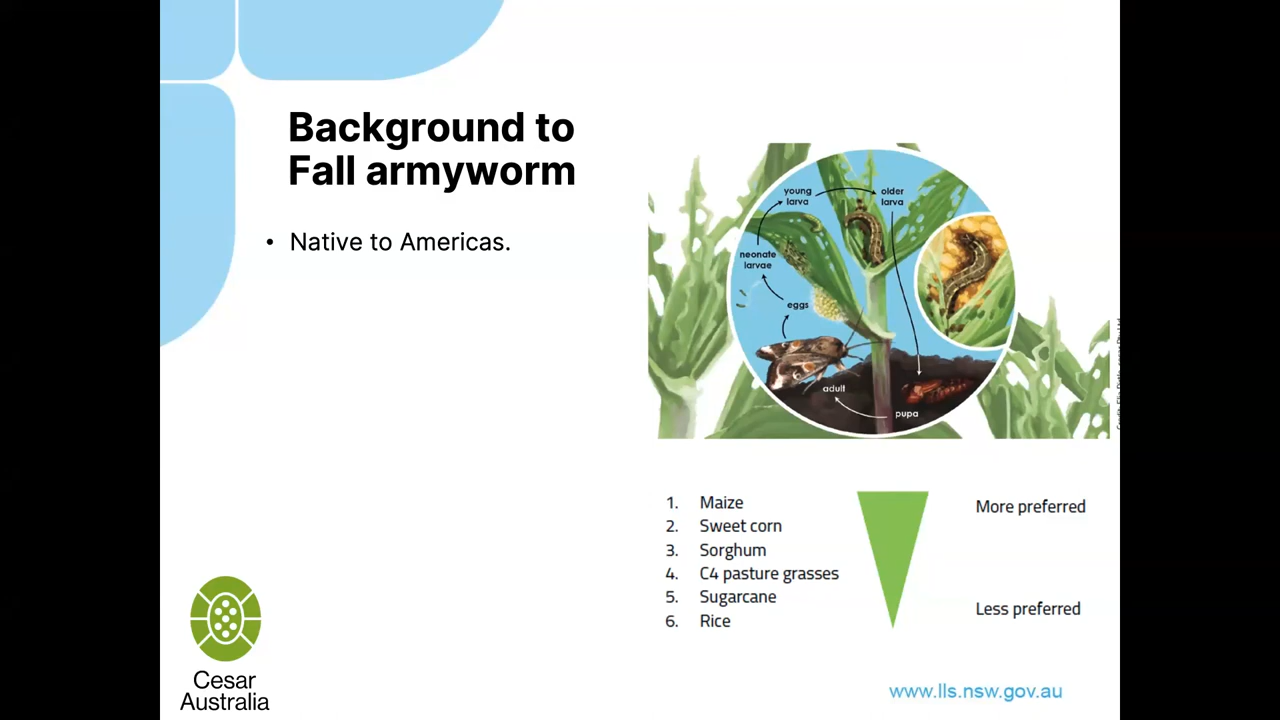 Background to
Fall armyworm
• Native to Americas.
young
larva
older
larva
neonate
larvae
eggs
adult
pupa
1. Maize
2. Sweet corn
3. Sorghum
4. C4 pasture grasses
5. Sugarcane
6. Rice
More preferred
Less preferred
Cesar
Australia
www.lls.nsw.gov.au